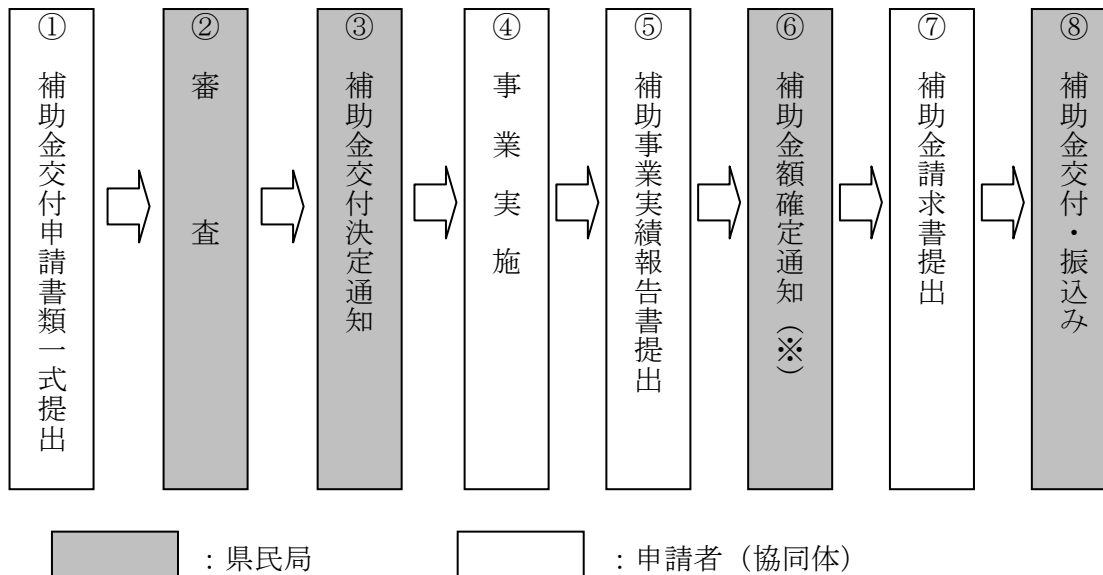 ① 補助金交付申請書類一式提出
② 審査
③ 補助金交付決定通知
④ 事業実施
⑤ 補助事業実績報告書提出
⑥ 補助金額確定通知（※）
⑦ 補助金請求書提出
⑧ 補助金交付・振込み
：県民局
：申請者（協同体）